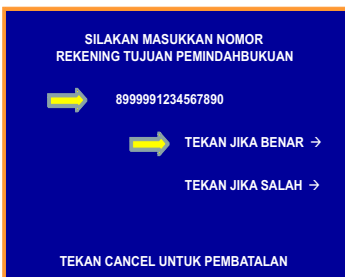 SILAKAN MASUKKAN NOMOR
REKENING TUJUAN PEMINDAHBUKUAN
8999991234567890
TEKAN JIKA BENAR →
TEKAN JIKA SALAH →
TEKAN CANCEL UNTUK PEMBATALAN